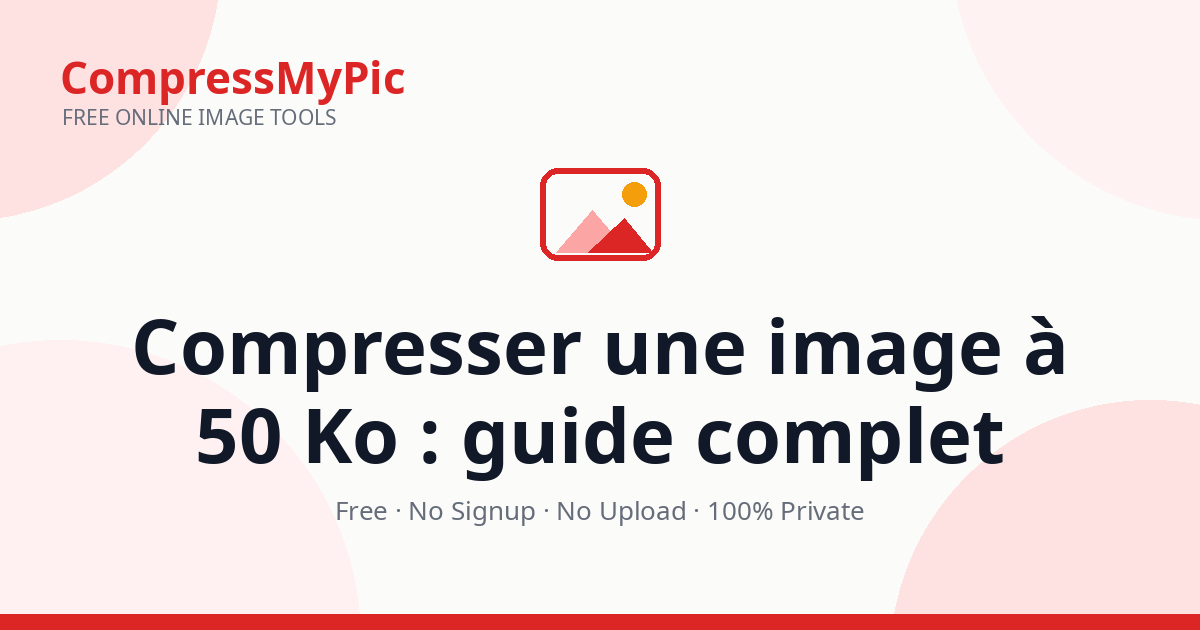 CompressMyPic
FREE ONLINE IMAGE TOOLS
Compresser une image à
50 Ko : guide complet
Free · No Signup · No Upload · 100% Private